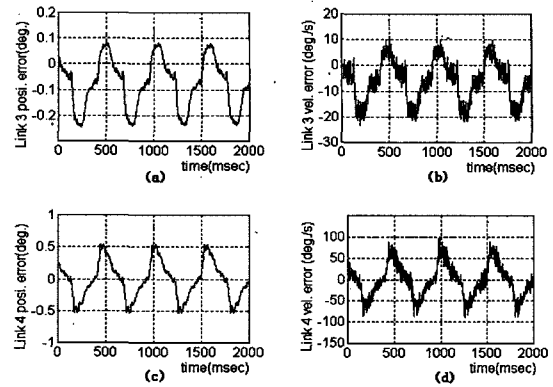 Link 3 posi. error(deg.)
0.2
0.1
0
-0.1
-0.2
0 500 1000 1500 2000
time(msec)
(a)
Link 3 vel. error (deg./s)
20
10
0
-10
-20
-30
0 500 1000 1500 2000
time(msec)
(b)
Link 4 posi. error(deg.)
1
0.5
0
-0.5
-1
0 500 1000 1500 2000
time(msec)
(c)
Link 4 vel. error (deg./s)
100
50
0
-50
-100
-150
0 500 1000 1500 2000
time(msec)
(d)